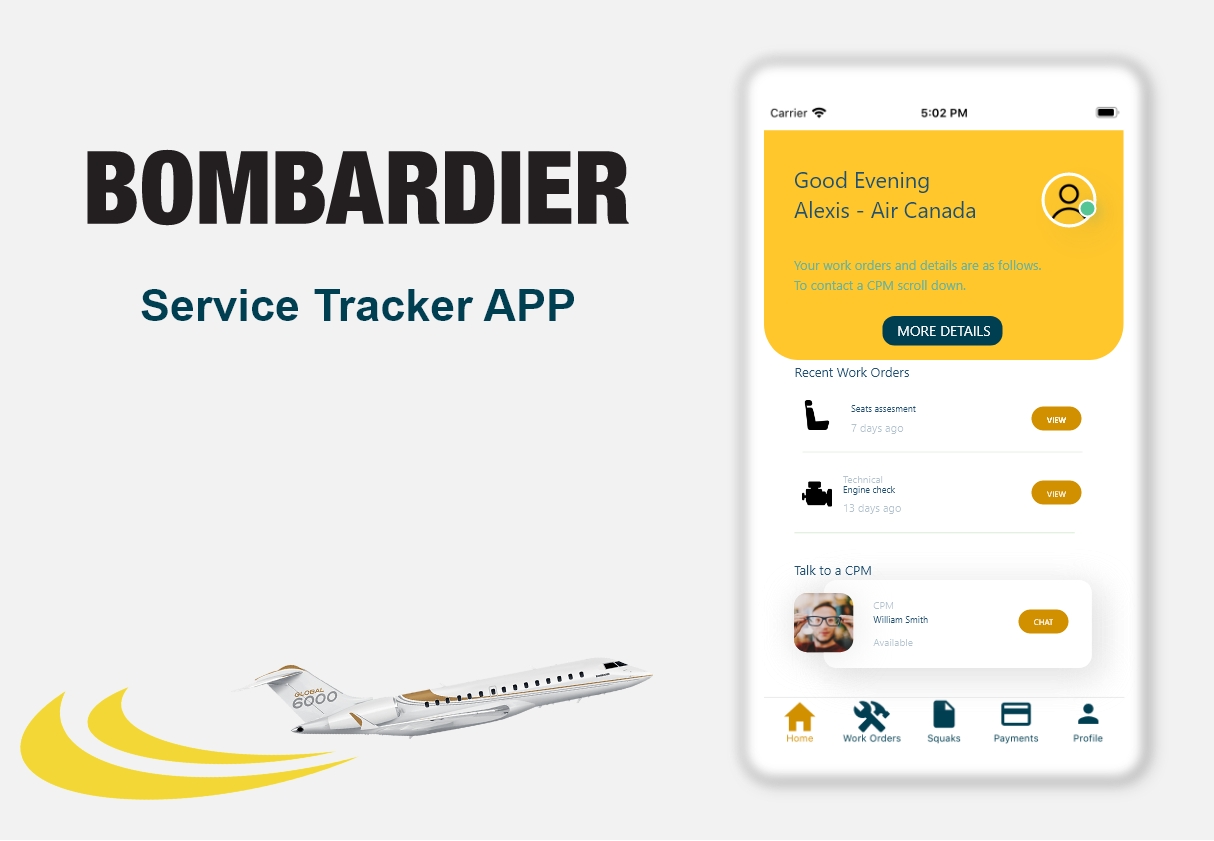 BOMBARDIER
Service Tracker APP
GLOBAL
6000
Carrier
5:02 PM
Good Evening
Alexis - Air Canada
Your work orders and details are as follows.
To contact a CPM scroll down.
MORE DETAILS
Recent Work Orders
Seats assesment
7 days ago
VIEW
Technical
Engine check
13 days ago
VIEW
Talk to a CPM
CPM
William Smith
Available
CHAT
Home
Work Orders
Squaks
Payments
Profile